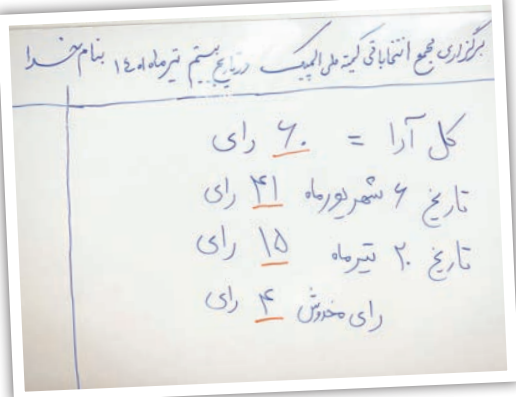 برگزاری مجمع انتخاباتی کمیته ملی المپیک در تاریخ بیستم تیرماه ۱۴۰۱ بنام خدا
کل آرا = ۶۰ رای
تاریخ ۶ شهریورماه ۴۱ رای
تاریخ ۲۰ تیرماه ۱۵ رای
رای مخدوش ۴ رای